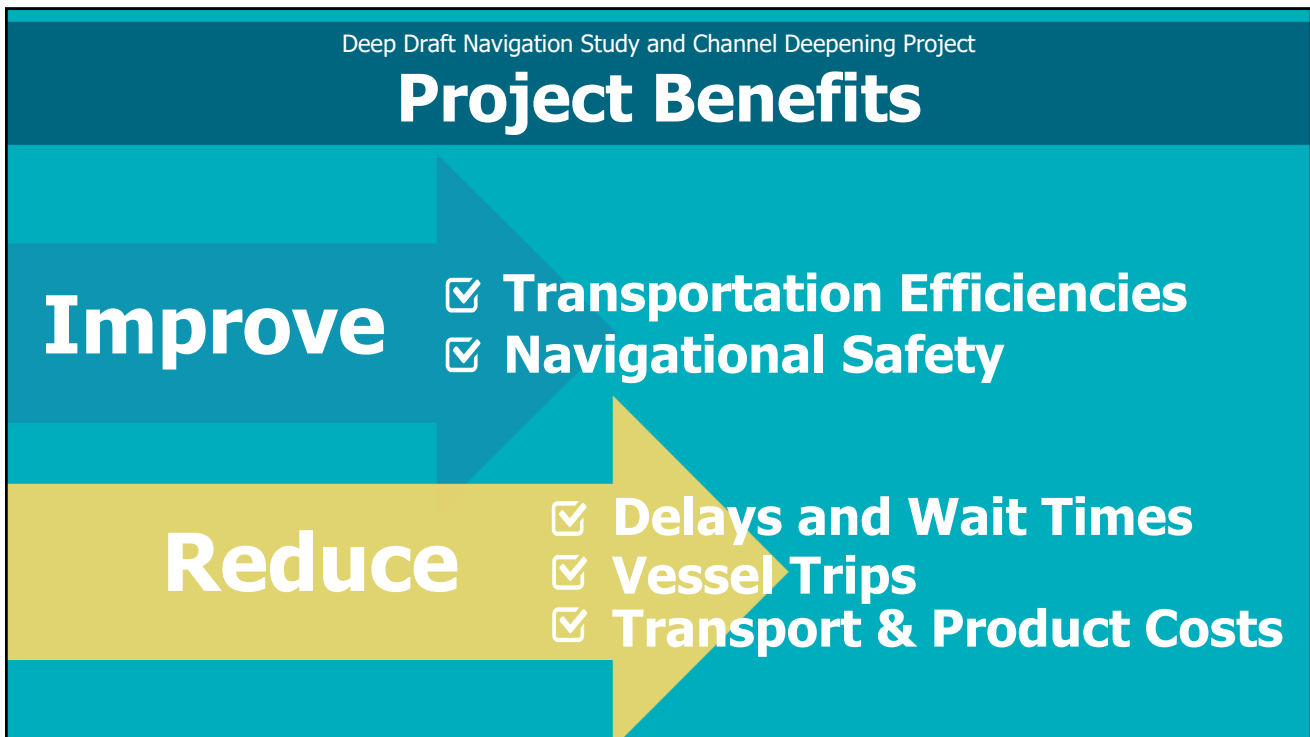 Deep Draft Navigation Study and Channel Deepening Project
Project Benefits
Improve
Transportation Efficiencies
Navigational Safety
Reduce
Delays and Wait Times
Vessel Trips
Transport & Product Costs